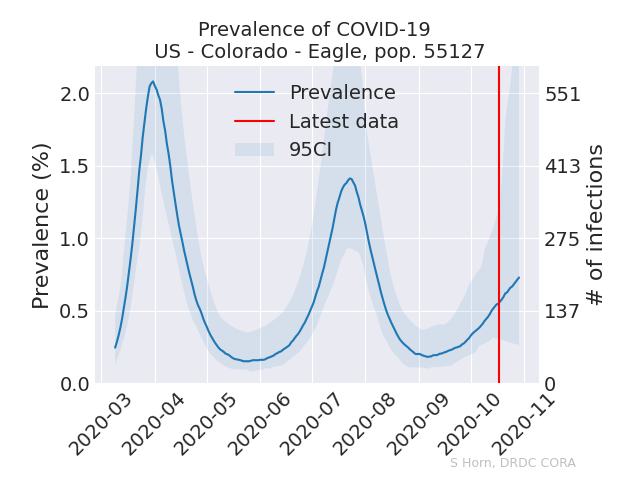 Prevalence of COVID-19
US - Colorado - Eagle, pop. 55127
Prevalence
Latest data
95CI
Prevalence (%)
2.0
1.5
1.0
0.5
0.0
551
413
275
137
0
# of infections
2020-03
2020-04
2020-05
2020-06
2020-07
2020-08
2020-09
2020-10
2020-11
S Horn, DRDC CORA